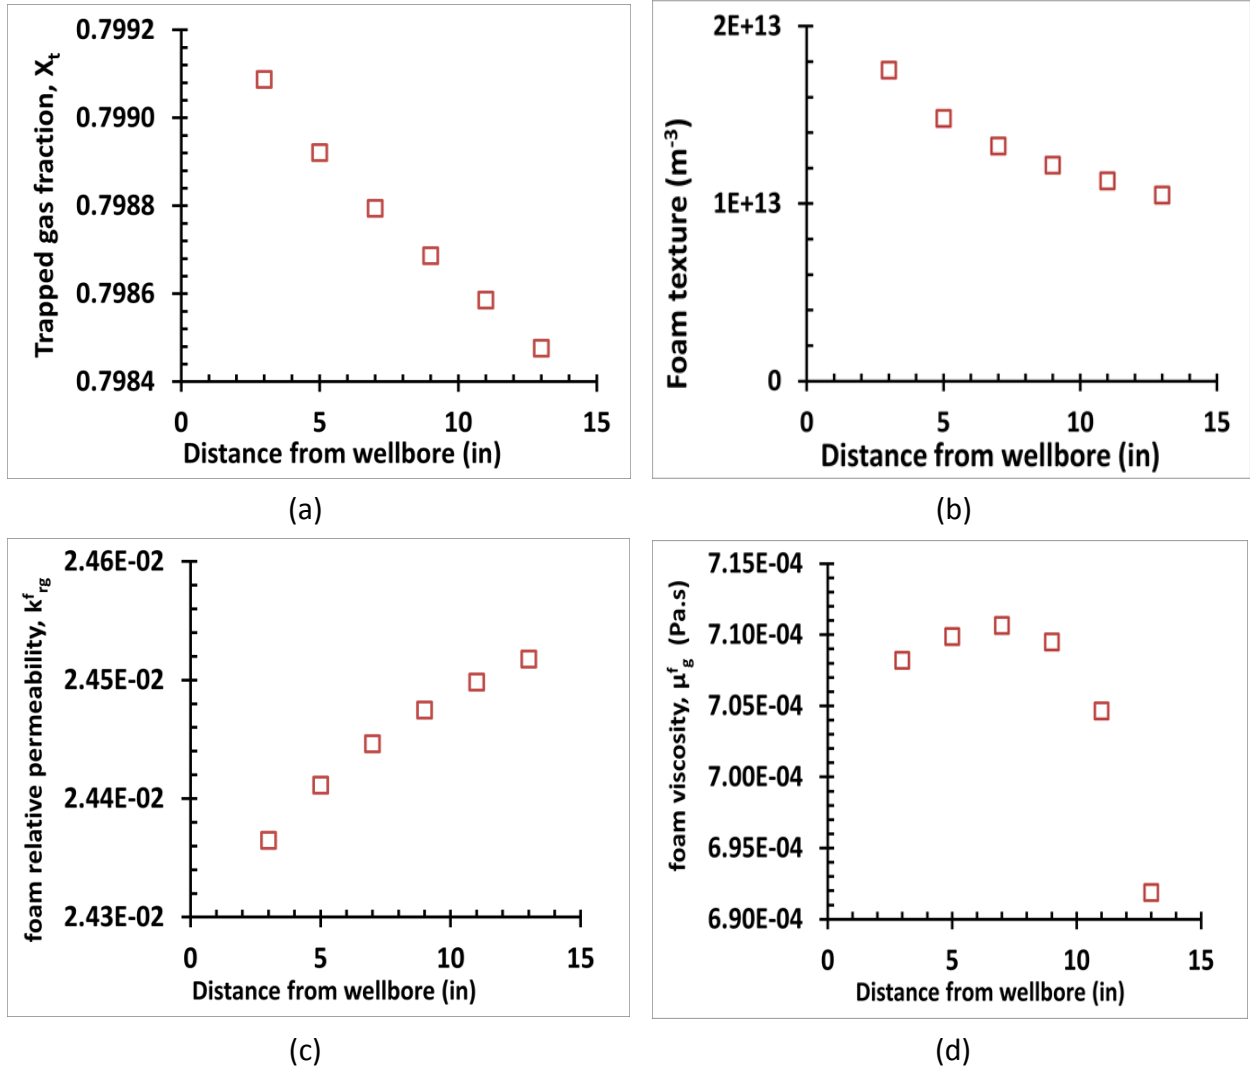 Trapped gas fraction, Xt
0.7992
0.7990
0.7988
0.7986
0.7984
0 5 10 15
Distance from wellbore (in)
(a)
Foam texture (m-3)
2E+13
1E+13
0
0 5 10 15
Distance from wellbore (in)
(b)
foam relative permeability, kfrg
2.46E-02
2.45E-02
2.44E-02
2.43E-02
0 5 10 15
Distance from wellbore (in)
(c)
foam viscosity, μfg (Pa.s)
7.15E-04
7.10E-04
7.05E-04
7.00E-04
6.95E-04
6.90E-04
0 5 10 15
Distance from wellbore (in)
(d)